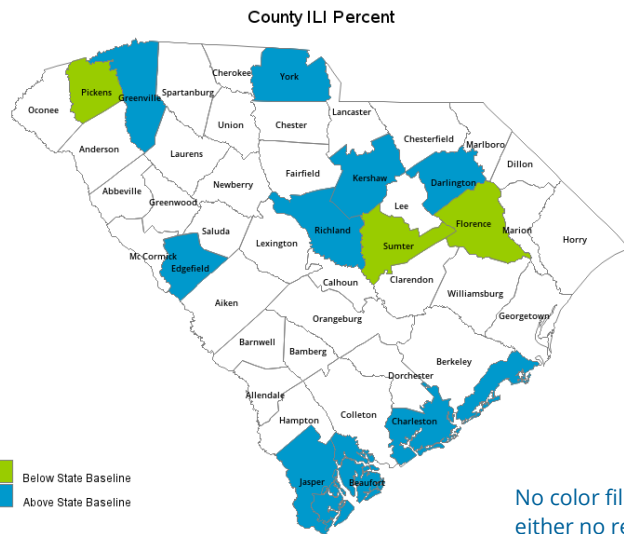 County ILI Percent
Cherokee
York
Pickens
Greenville
Spartanburg
Oconee
Union
Chester
Lancaster
Chesterfield
Marlboro
Anderson
Laurens
Dillon
Fairfield
Kershaw
Darlington
Abbeville
Newberry
Greenwood
Lee
Florence
Saluda
Richland
Marion
Horry
Lexington
Sumter
Mc Cormick
Edgefield
Calhoun
Clarendon
Williamsburg
Aiken
Orangeburg
Georgetown
Barnwell
Bamberg
Berkeley
Dorchester
Allendale
Colleton
Hampton
Charleston
Jasper
Beaufort
Below State Baseline
Above State Baseline
No color fil
either no re